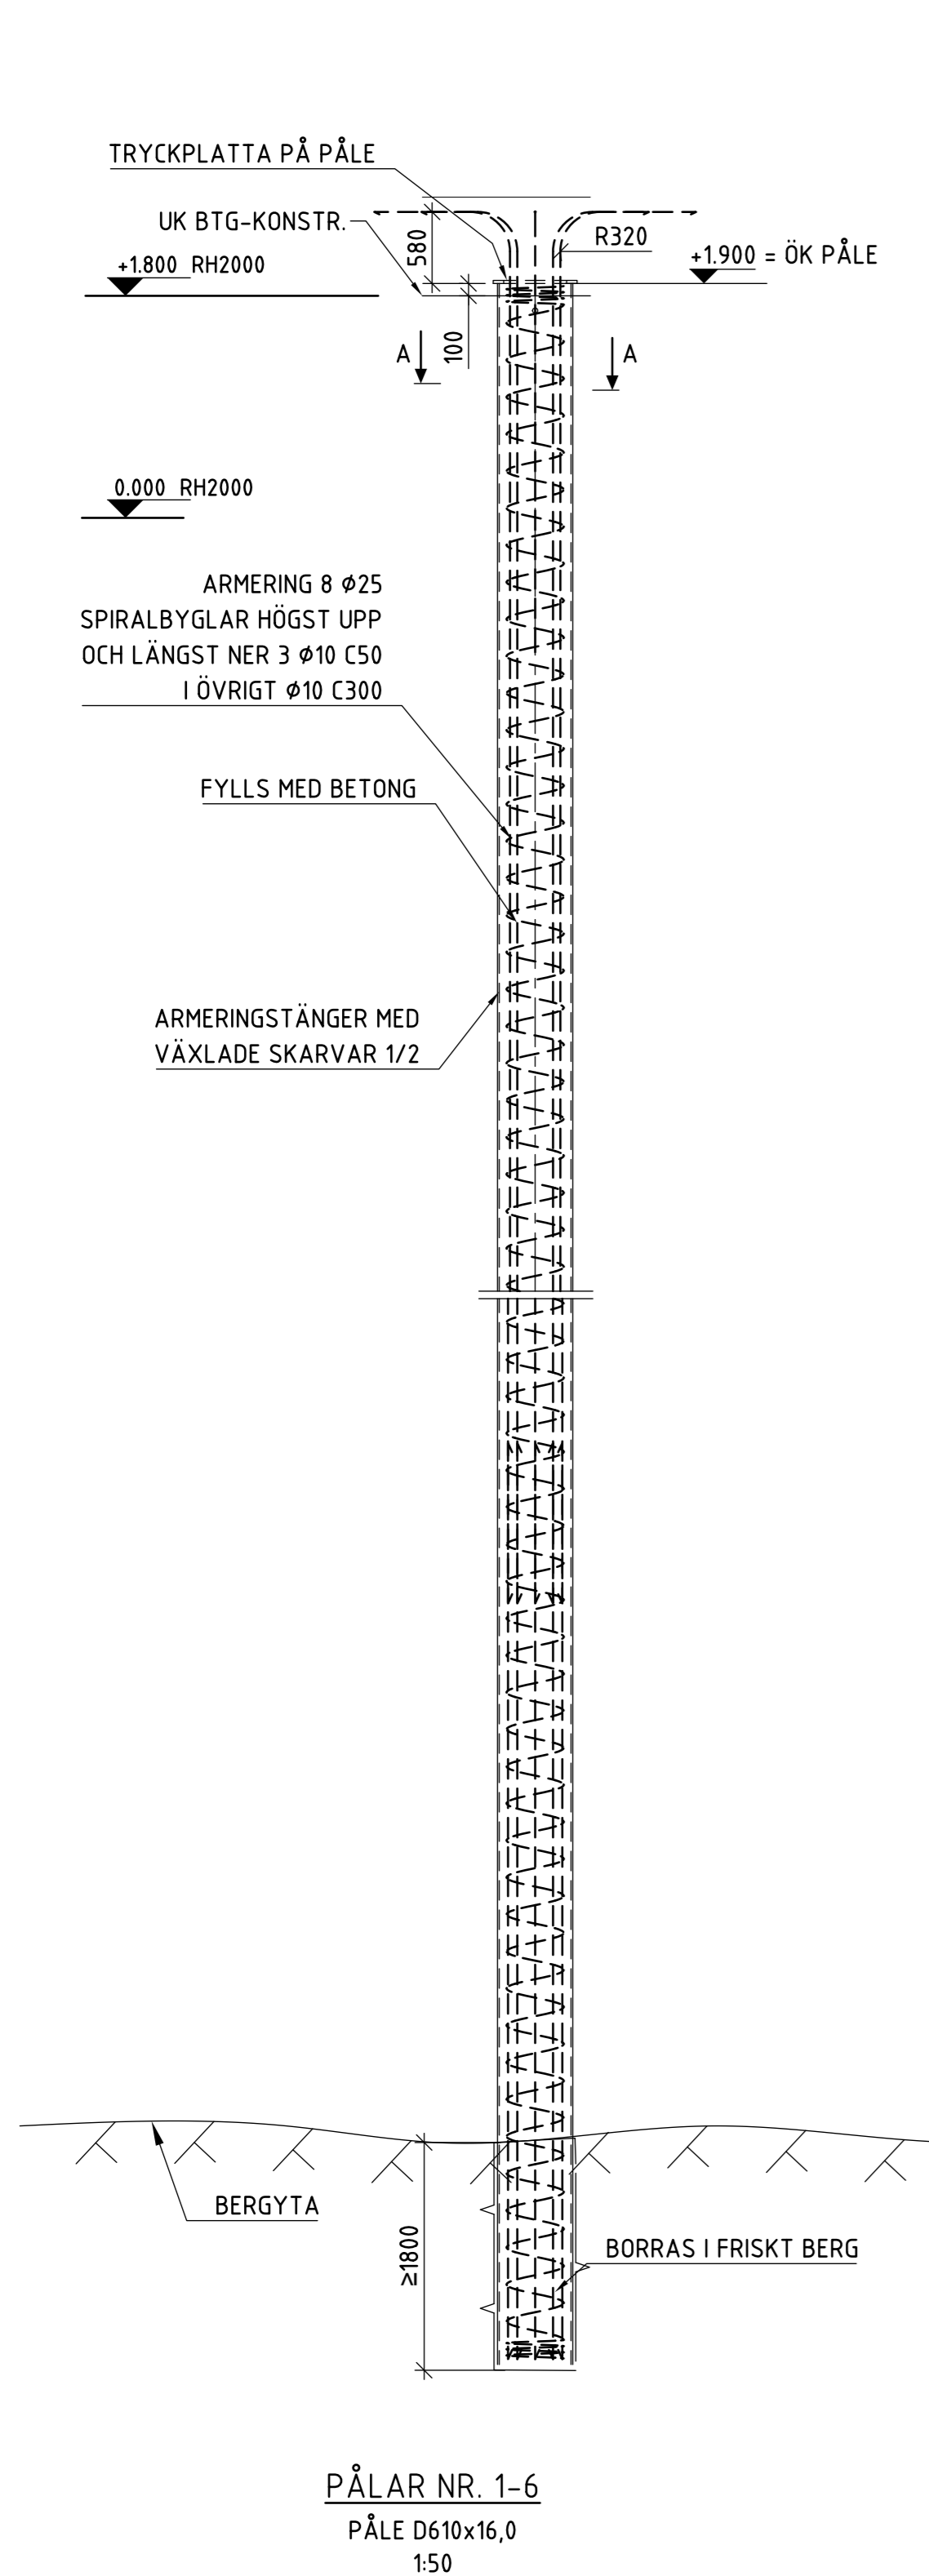 TRYCKPLATTA PÅ PÅLE
UK BTG-KONSTR.
580
R320
+1.800 RH2000
+1.900 = ÖK PÅLE
100
A
A
0.000 RH2000
ARMERING 8 Ø25
SPIRALBYGLAR HÖGST UPP
OCH LÄNGST NER 3 Ø10 C50
I ÖVRIGT Ø10 C300
FYLLS MED BETONG
ARMERINGSTÄNGER MED
VÄXLADE SKARVAR 1/2
BERGYTA
≥1800
BORRAS I FRISKT BERG
PÅLAR NR. 1-6
PÅLE D610x16,0
1:50